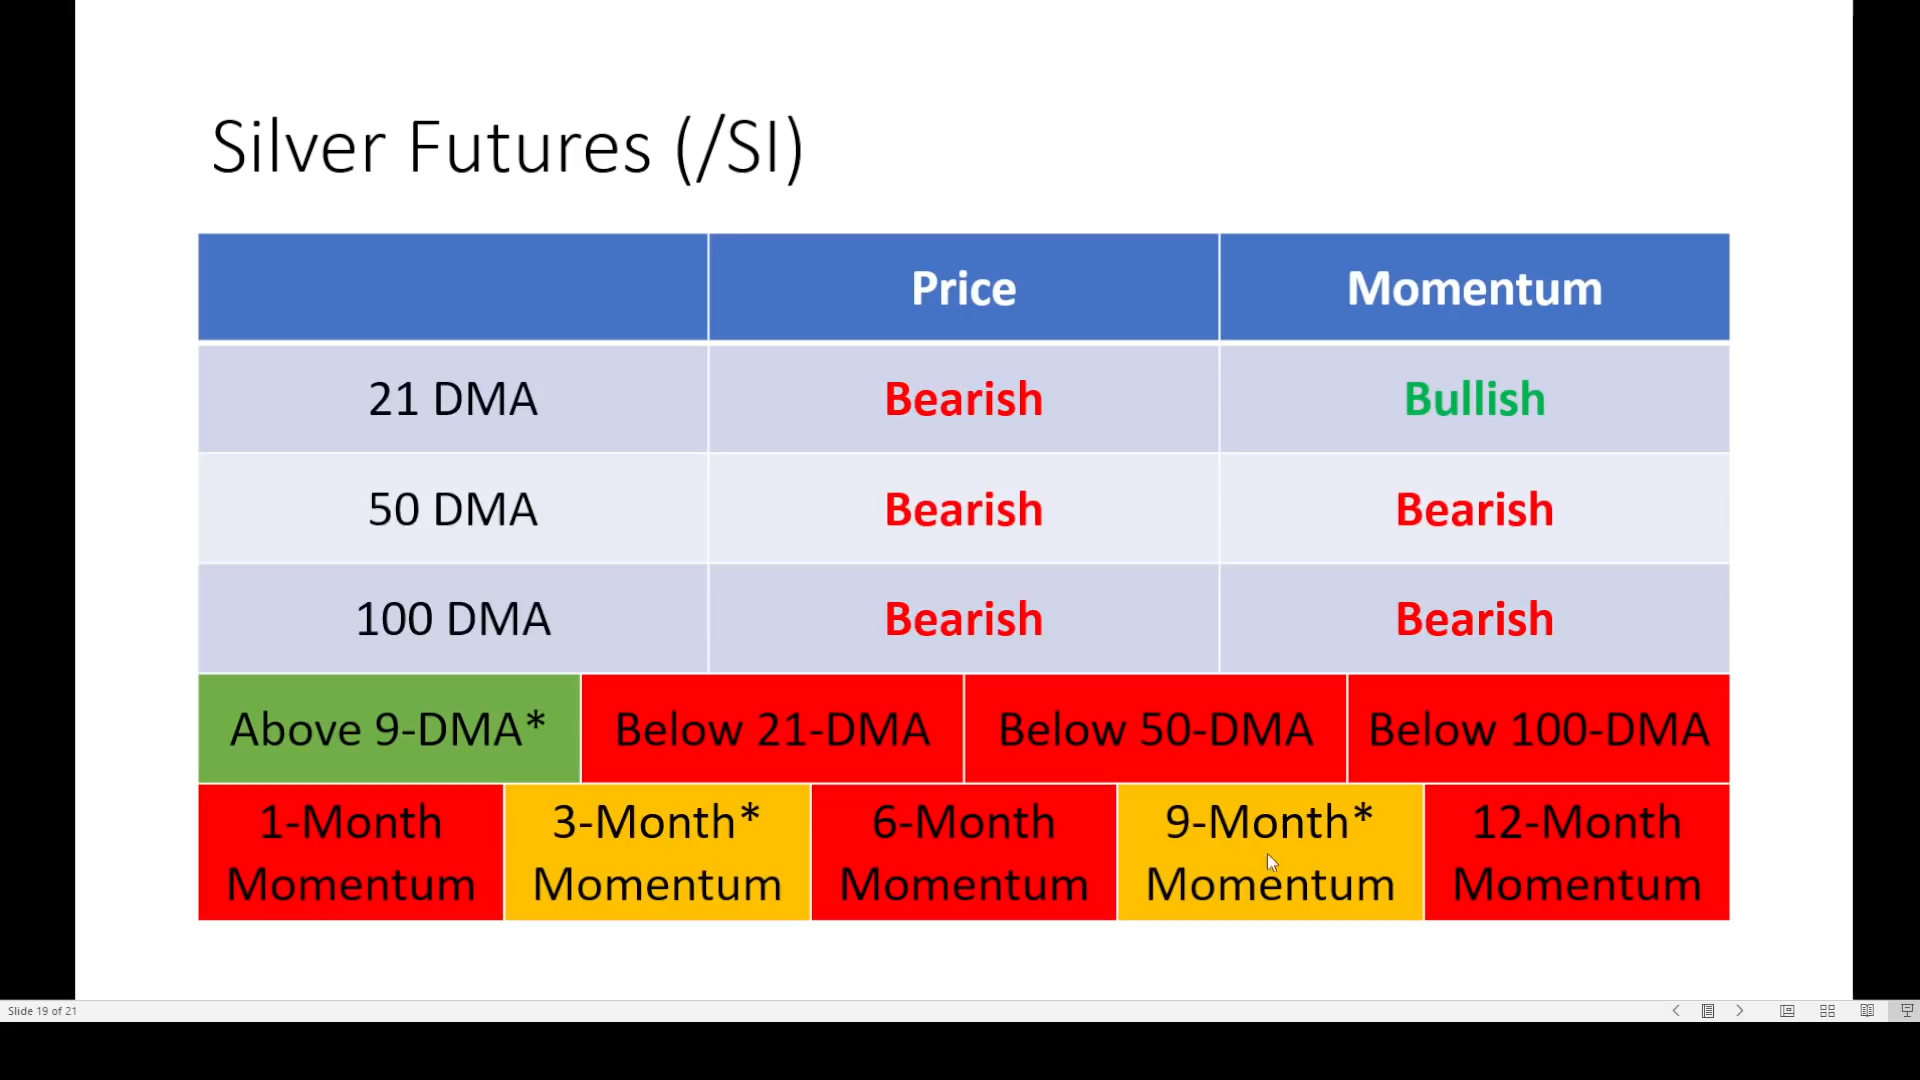 Silver Futures (/SI)
Price Momentum
21 DMA Bearish Bullish
50 DMA Bearish Bearish
100 DMA Bearish Bearish
Above 9-DMA* Below 21-DMA Below 50-DMA Below 100-DMA
1-Month 3-Month* 6-Month 9-Month* 12-Month
Momentum Momentum Momentum Momentum Momentum
Slide 19 of 21